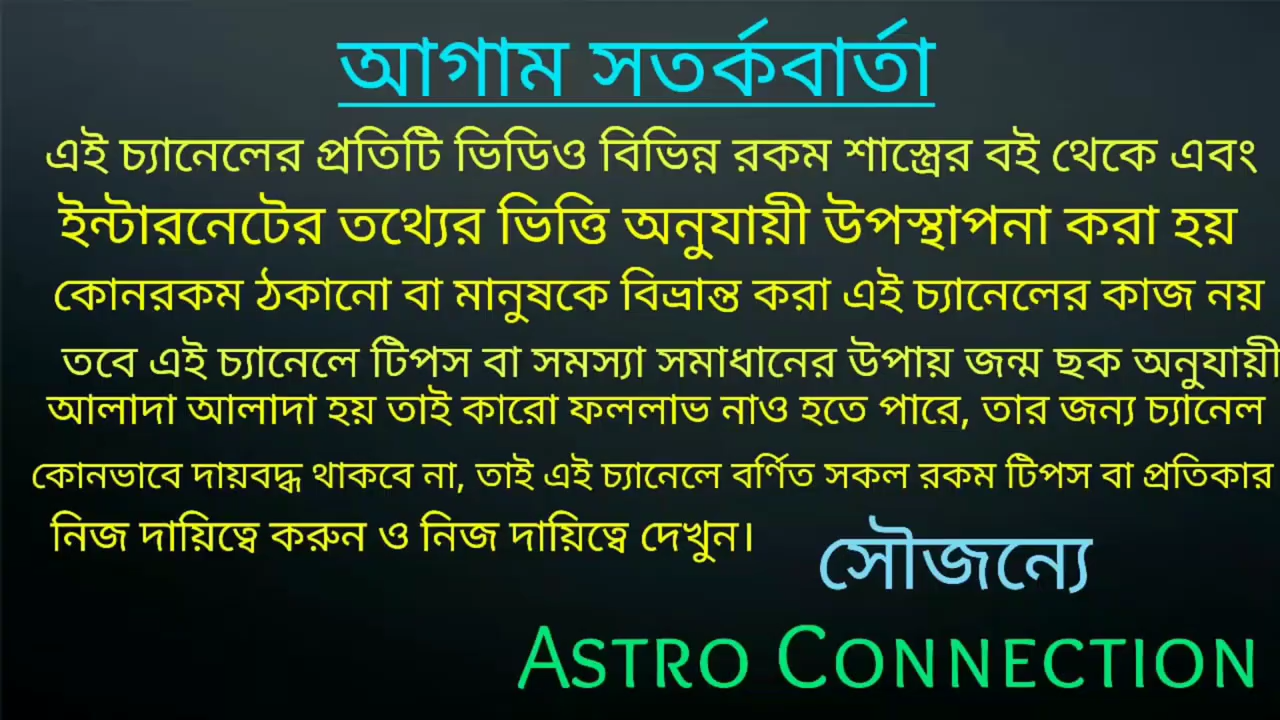 আগাম সতর্কবার্তা
এই চ্যানেলের প্রতিটি ভিডিও বিভিন্ন রকম শাস্ত্রের বই থেকে এবং
ইন্টারনেটের তথ্যের ভিত্তি অনুযায়ী উপস্থাপনা করা হয়
কোনরকম ঠকানো বা মানুষকে বিভ্রান্ত করা এই চ্যানেলের কাজ নয়
তবে এই চ্যানেলে টিপস বা সমস্যা সমাধানের উপায় জন্ম ছক অনুযায়ী
আলাদা আলাদা হয় তাই কারো ফললাভ নাও হতে পারে, তার জন্য চ্যানেল
কোনভাবে দায়বদ্ধ থাকবে না, তাই এই চ্যানেলে বর্ণিত সকল রকম টিপস বা প্রতিকার
নিজ দায়িত্বে করুন ও নিজ দায়িত্বে দেখুন।
সৌজন্যে
ASTRO CONNECTION